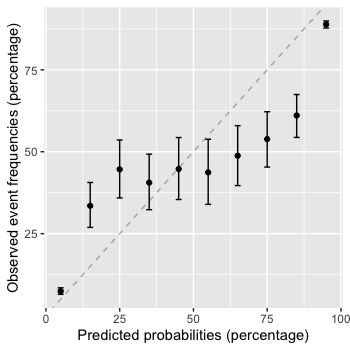 Observed event frequencies (percentage)
75
50
25
0 25 50 75 100
Predicted probabilities (percentage)